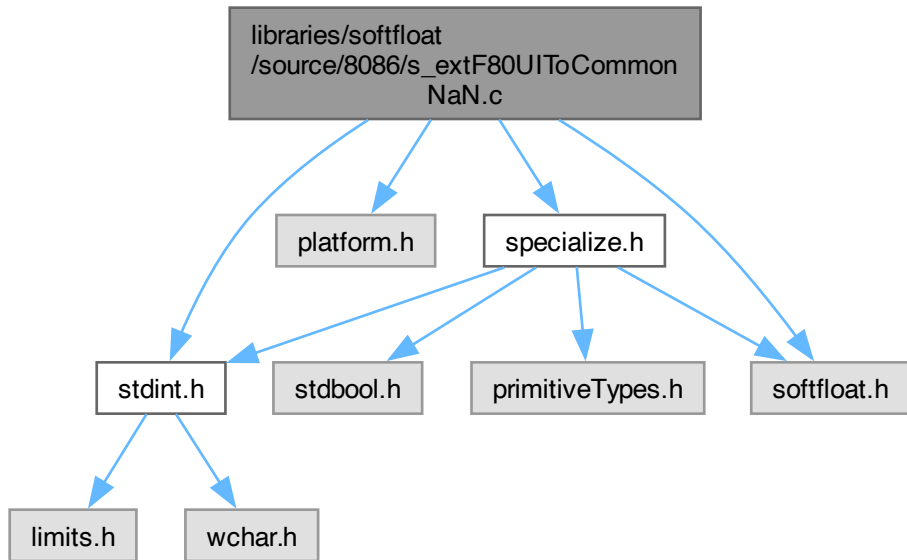 libraries/softfloat
/source/8086/s_extF80UIToCommon
NaN.c
platform.h
specialize.h
stdint.h
stdbool.h
primitiveTypes.h
softfloat.h
limits.h
wchar.h